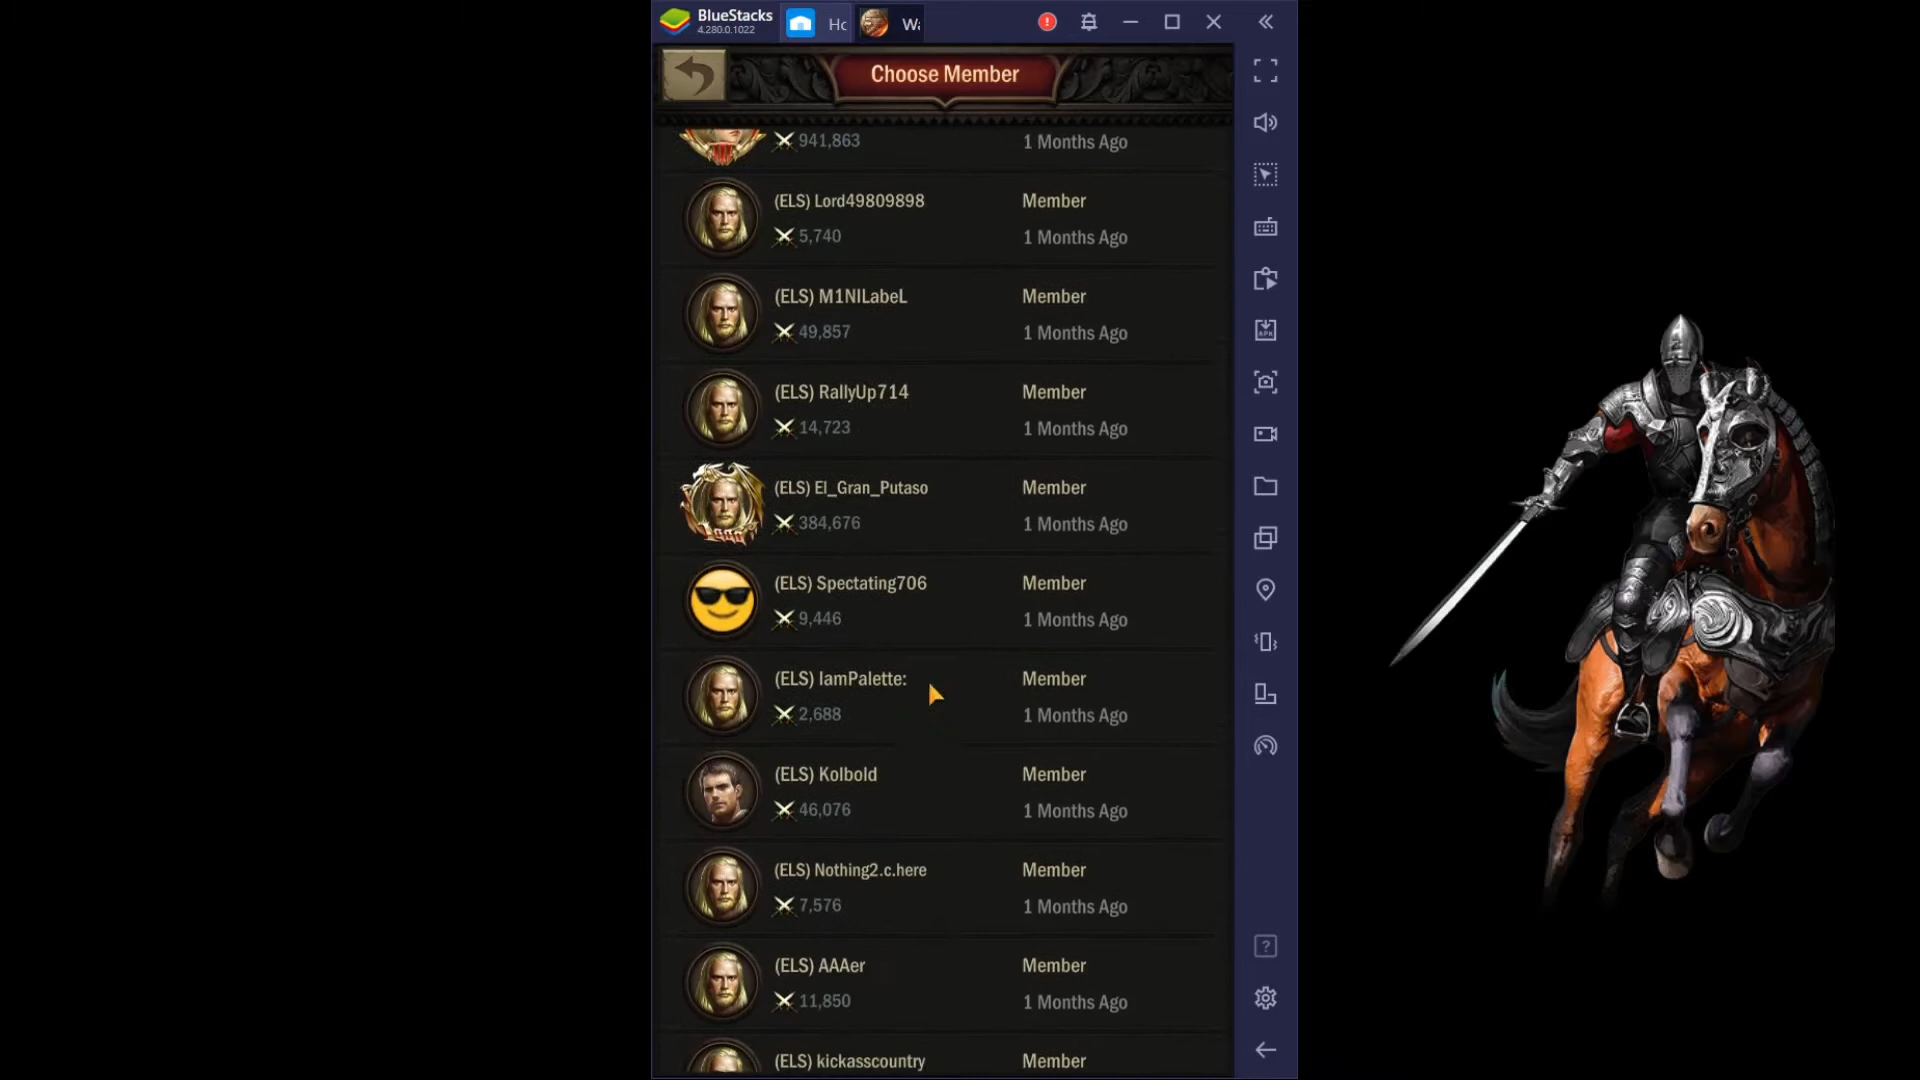 BlueStacks
4.280.0.1022
Hc
Wa
Choose Member
941,863
1 Months Ago
(ELS) Lord49809898
Member
5,740
1 Months Ago
(ELS) M1NILabeL
Member
49,857
1 Months Ago
(ELS) RallyUp714
Member
14,723
1 Months Ago
(ELS) El_Gran_Putaso
Member
384,676
1 Months Ago
(ELS) Spectating706
Member
9,446
1 Months Ago
(ELS) IamPalette:
Member
2,688
1 Months Ago
(ELS) Kolbold
Member
46,076
1 Months Ago
(ELS) Nothing2.c.here
Member
7,576
1 Months Ago
(ELS) AAAer
Member
11,850
1 Months Ago
(ELS) kickasscountry
Member